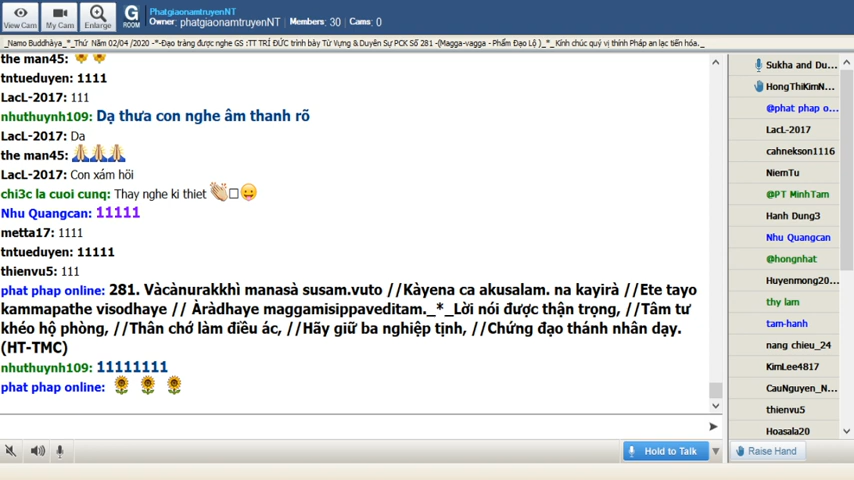 View Cam
My Cam
Enlarge
G ROOM
PhatgiaonamtruyenNT
Owner: phatgiaonamtruyenNT | Members: 30 | Cams: 0
_Namo Buddhàya_*_Thứ Năm 02/04 /2020 -*-Đạo tràng được nghe GS :TT TRÍ ĐỨC trình bày Từ Vựng & Duyên Sự PCK Số 281 -(Magga-vagga - Phẩm Đạo Lộ )_*_ Kính chúc quý vị thính Pháp an lạc tiến hóa._
the man45:
tntueduyen: 1111
LacL-2017: 111
nhuthuynh109: Dạ thưa con nghe âm thanh rõ
LacL-2017: Da
the man45:
LacL-2017: Con xám hối
chi3c la cuoi cunq: Thay nghe ki thiet
Nhu Quangcan: 11111
metta17: 1111
tntueduyen: 11111
thienvu5: 111
phat phap online: 281. Vàcànurakkhì manasà susam.vuto //Kàyena ca akusalam. na kayirà //Ete tayo
kammapathe visodhaye // Àràdhaye maggamisippaveditam._*_Lời nói được thận trọng, //Tâm tư
khéo hộ phòng, //Thân chớ làm điều ác, //Hãy giữ ba nghiệp tịnh, //Chứng đạo thánh nhân dạy.
(HT-TMC)
nhuthuynh109: 11111111
phat phap online:
Sukha and Du...
HongThiKimN...
@phat phap o...
LacL-2017
cahnekson1116
NiemTu
@PT MinhTam
Hanh Dung3
Nhu Quangcan
@hongnhat
Huyenmong20...
thy lam
tam-hanh
nang chieu_24
KimLee4817
CauNguyen_N...
thienvu5
Hoasala20
Hold to Talk
Raise Hand